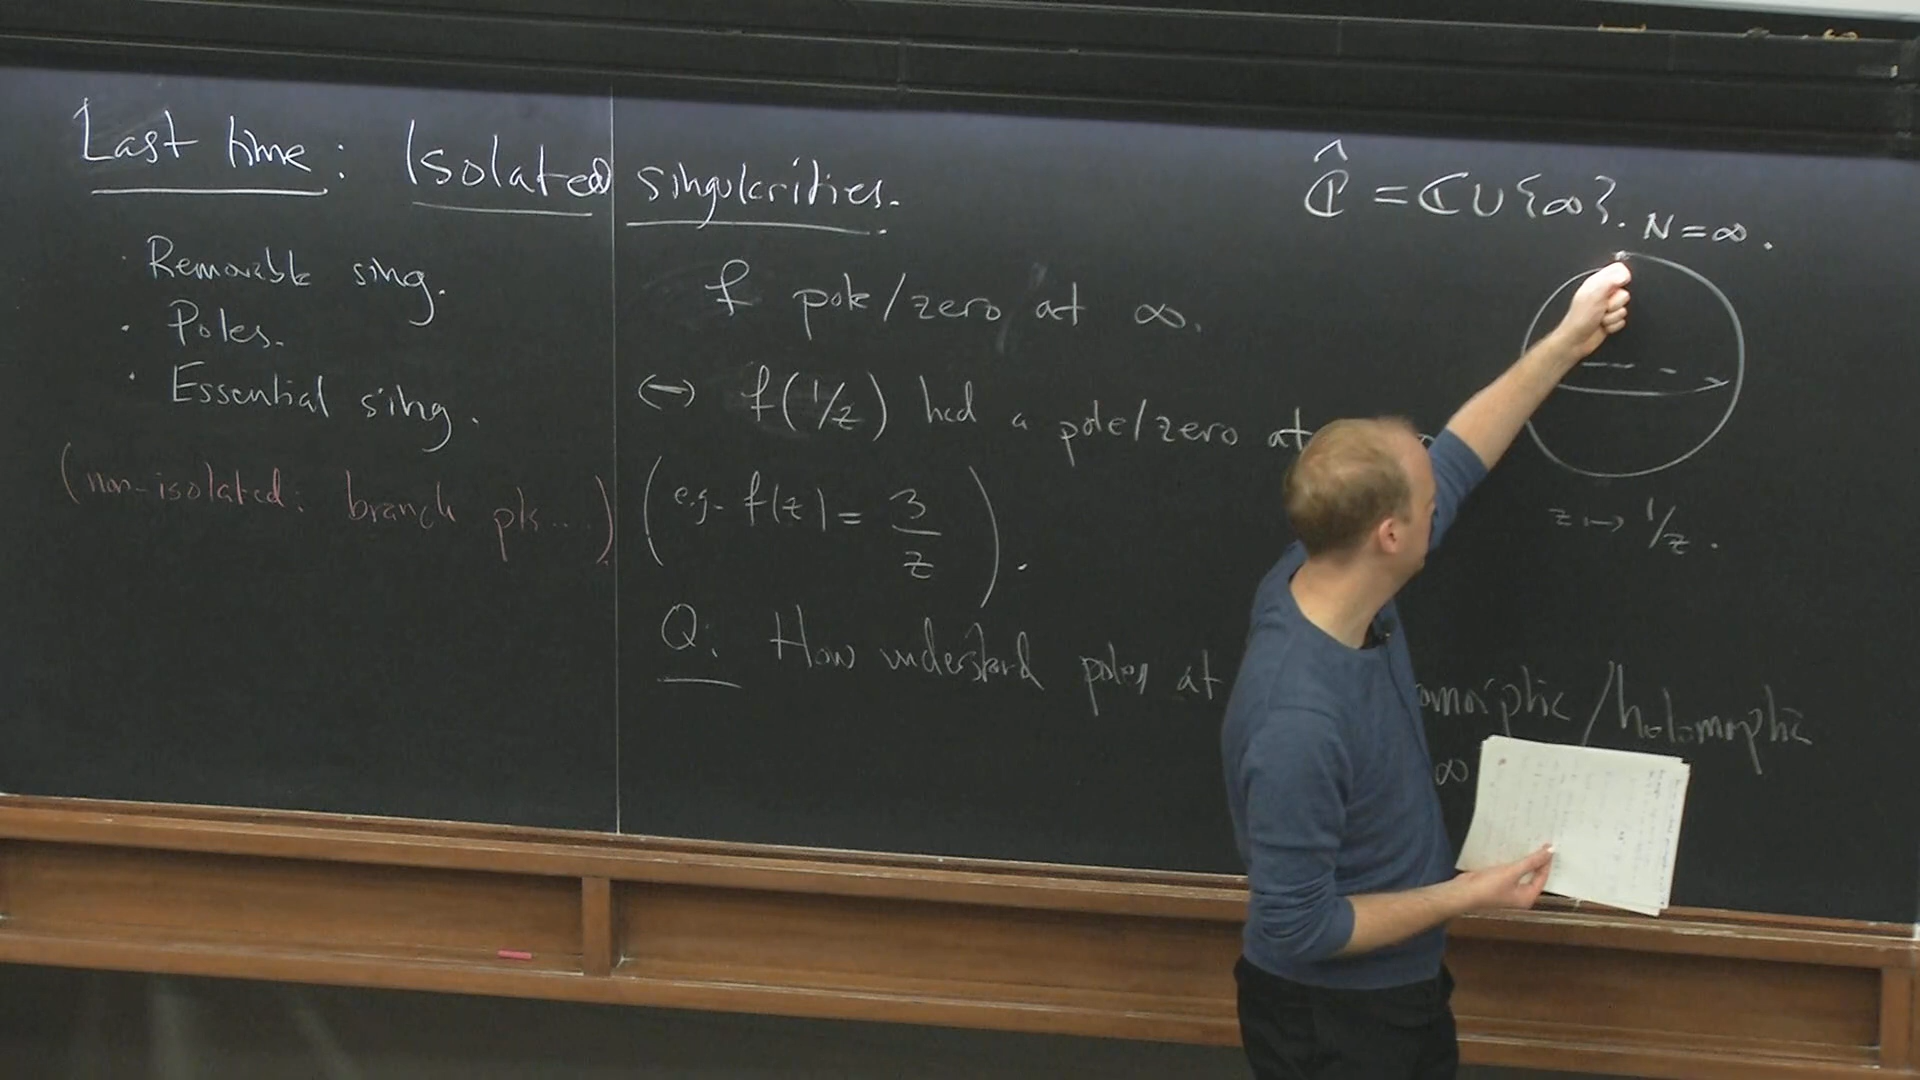 Last time: Isolated singularities.
· Removable sing.
· Poles.
· Essential sing.
(non-isolated: branch pts...)
f pole/zero at ∞.
↔ f(1/z) had a pole/zero at
(e.g. f(z) = 3/z).
Q: How understand poles at
omorphic/holomorphic
∞
Ĉ = ℂ∪{∞}.
N=∞.
z ↦ 1/z.